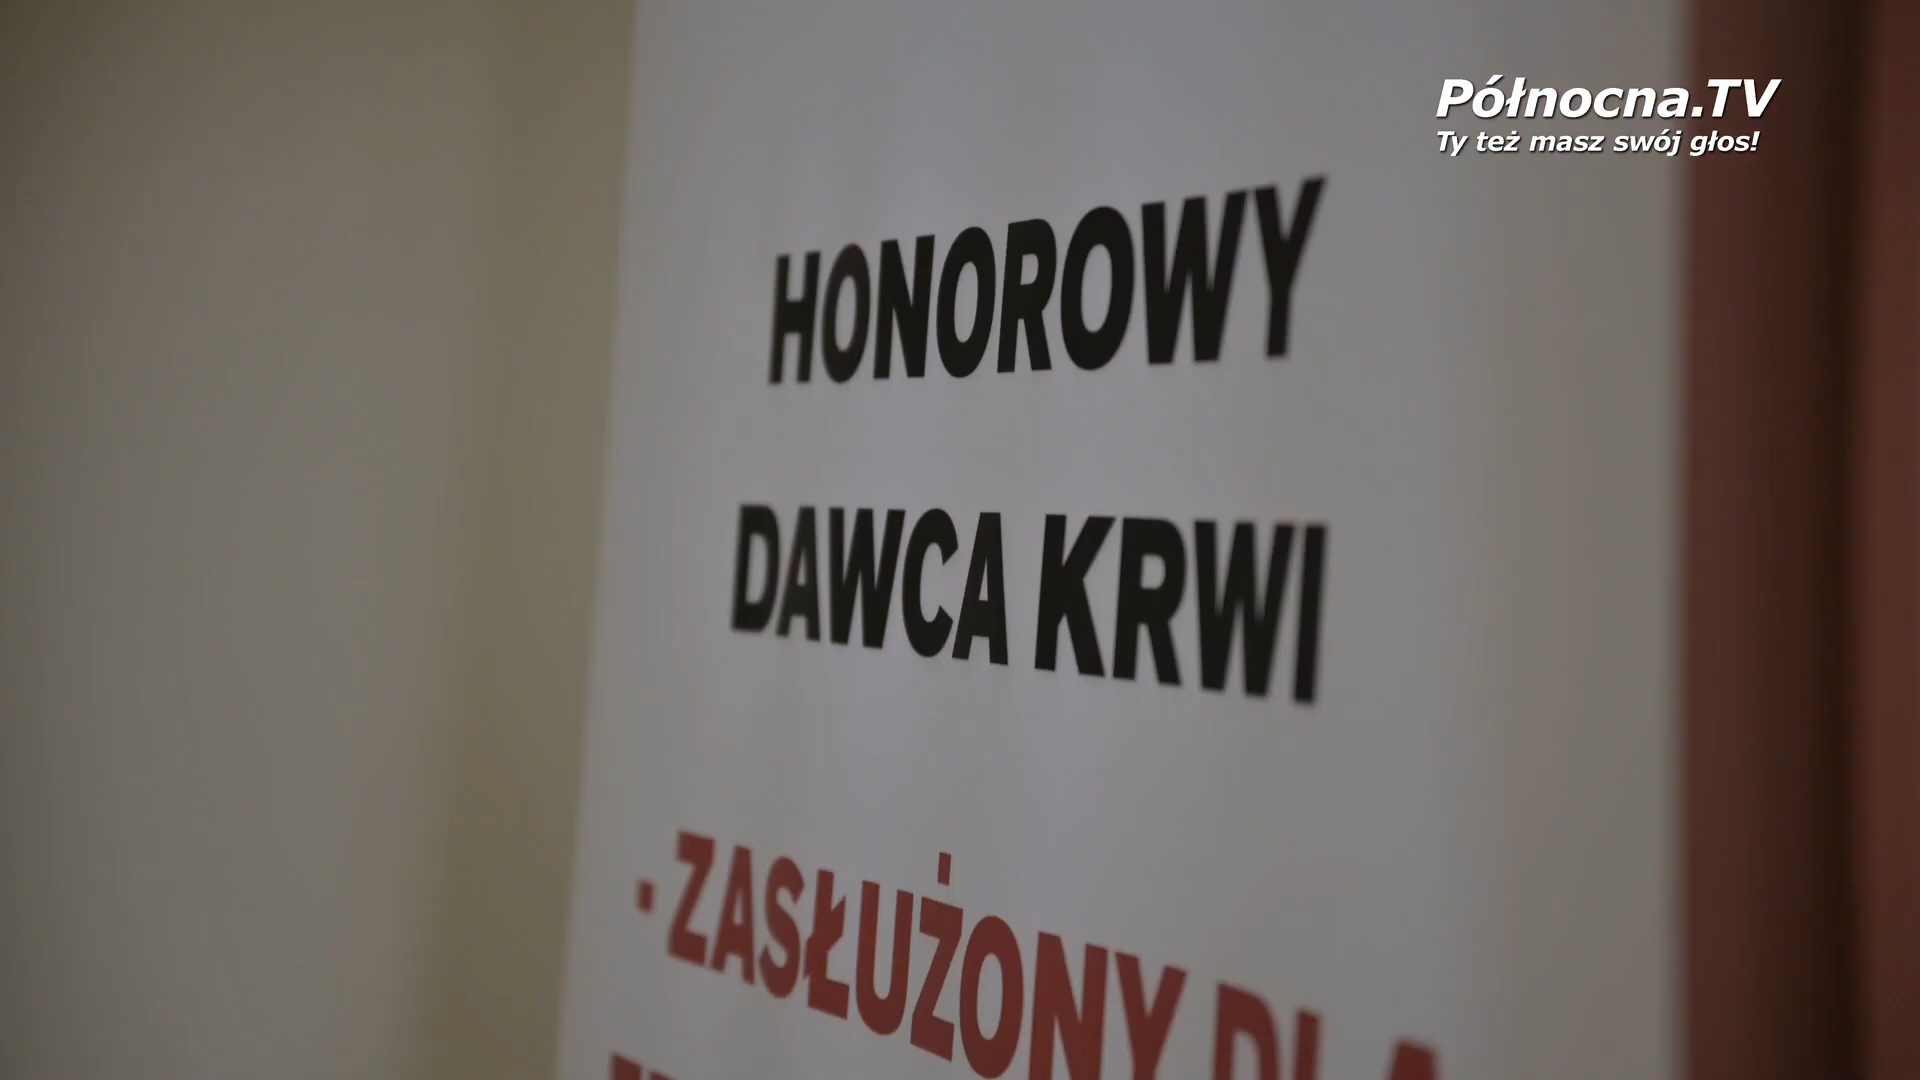 Północna.TV
Ty też masz swój głos!
HONOROWY
DAWCA KRWI
- ZASŁUŻONY DLA